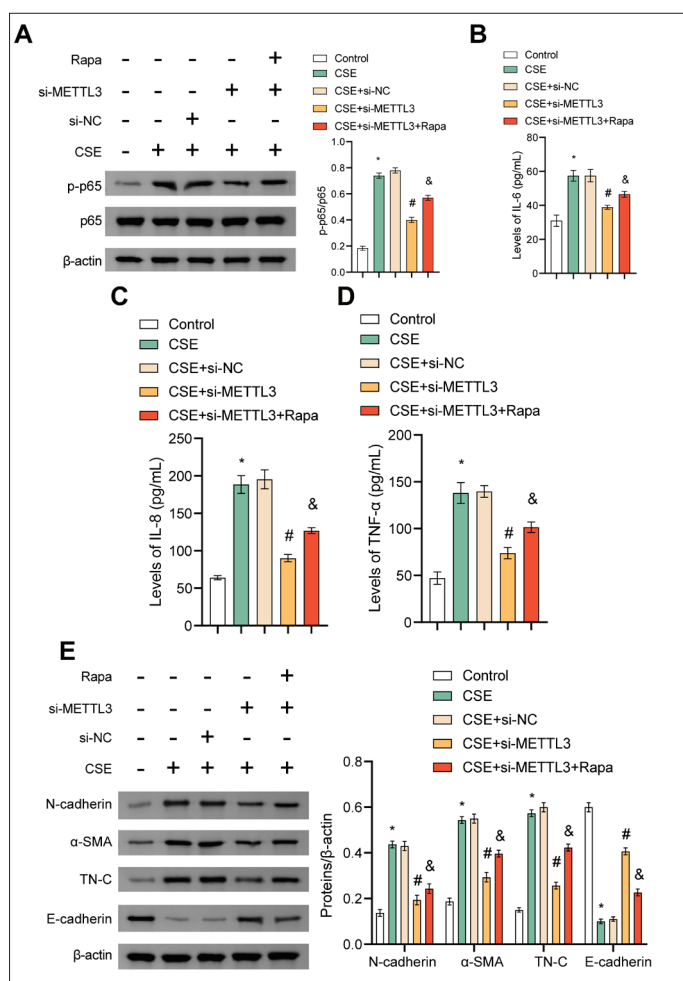 A
Rapa - - - - +
si-METTL3 - - - + +
si-NC - - + - -
CSE - + + + +
p-p65
p65
β-actin
Control
CSE
CSE+si-NC
CSE+si-METTL3
CSE+si-METTL3+Rapa
p-p65/p65
1.0
0.8
0.6
0.4
0.2
0.0
*
#
&
B
Control
CSE
CSE+si-NC
CSE+si-METTL3
CSE+si-METTL3+Rapa
Levels of IL-6 (pg/mL)
90
60
30
0
*
#
&
C
Control
CSE
CSE+si-NC
CSE+si-METTL3
CSE+si-METTL3+Rapa
Levels of IL-8 (pg/mL)
250
200
150
100
50
0
*
#
&
D
Control
CSE
CSE+si-NC
CSE+si-METTL3
CSE+si-METTL3+Rapa
Levels of TNF-α (pg/mL)
200
150
100
50
0
*
#
&
E
Rapa - - - - +
si-METTL3 - - - + +
si-NC - - + - -
CSE - + + + +
N-cadherin
α-SMA
TN-C
E-cadherin
β-actin
Control
CSE
CSE+si-NC
CSE+si-METTL3
CSE+si-METTL3+Rapa
Proteins/β-actin
0.8
0.6
0.4
0.2
0.0
* # &
* # &
* # &
* # &
N-cadherin α-SMA TN-C E-cadherin